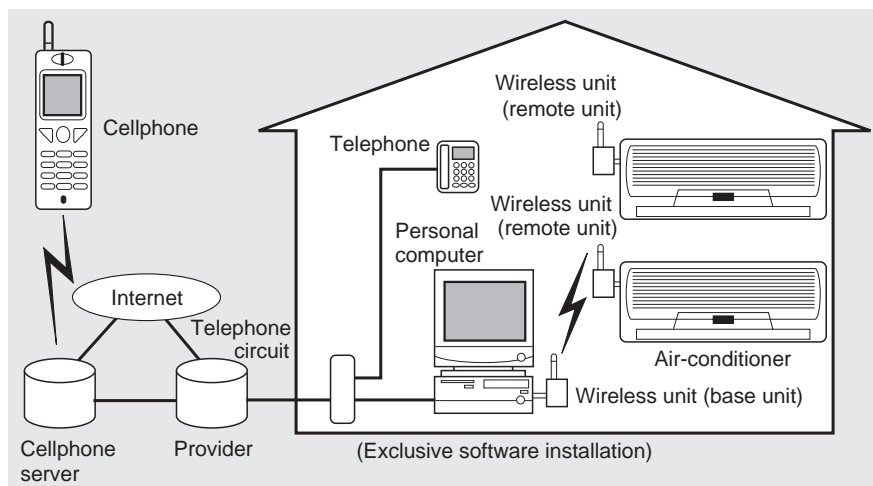 Cellphone
Internet
Telephone
circuit
Cellphone
server
Provider
Telephone
Personal
computer
Wireless unit
(remote unit)
Wireless unit
(remote unit)
Air-conditioner
Wireless unit (base unit)
(Exclusive software installation)